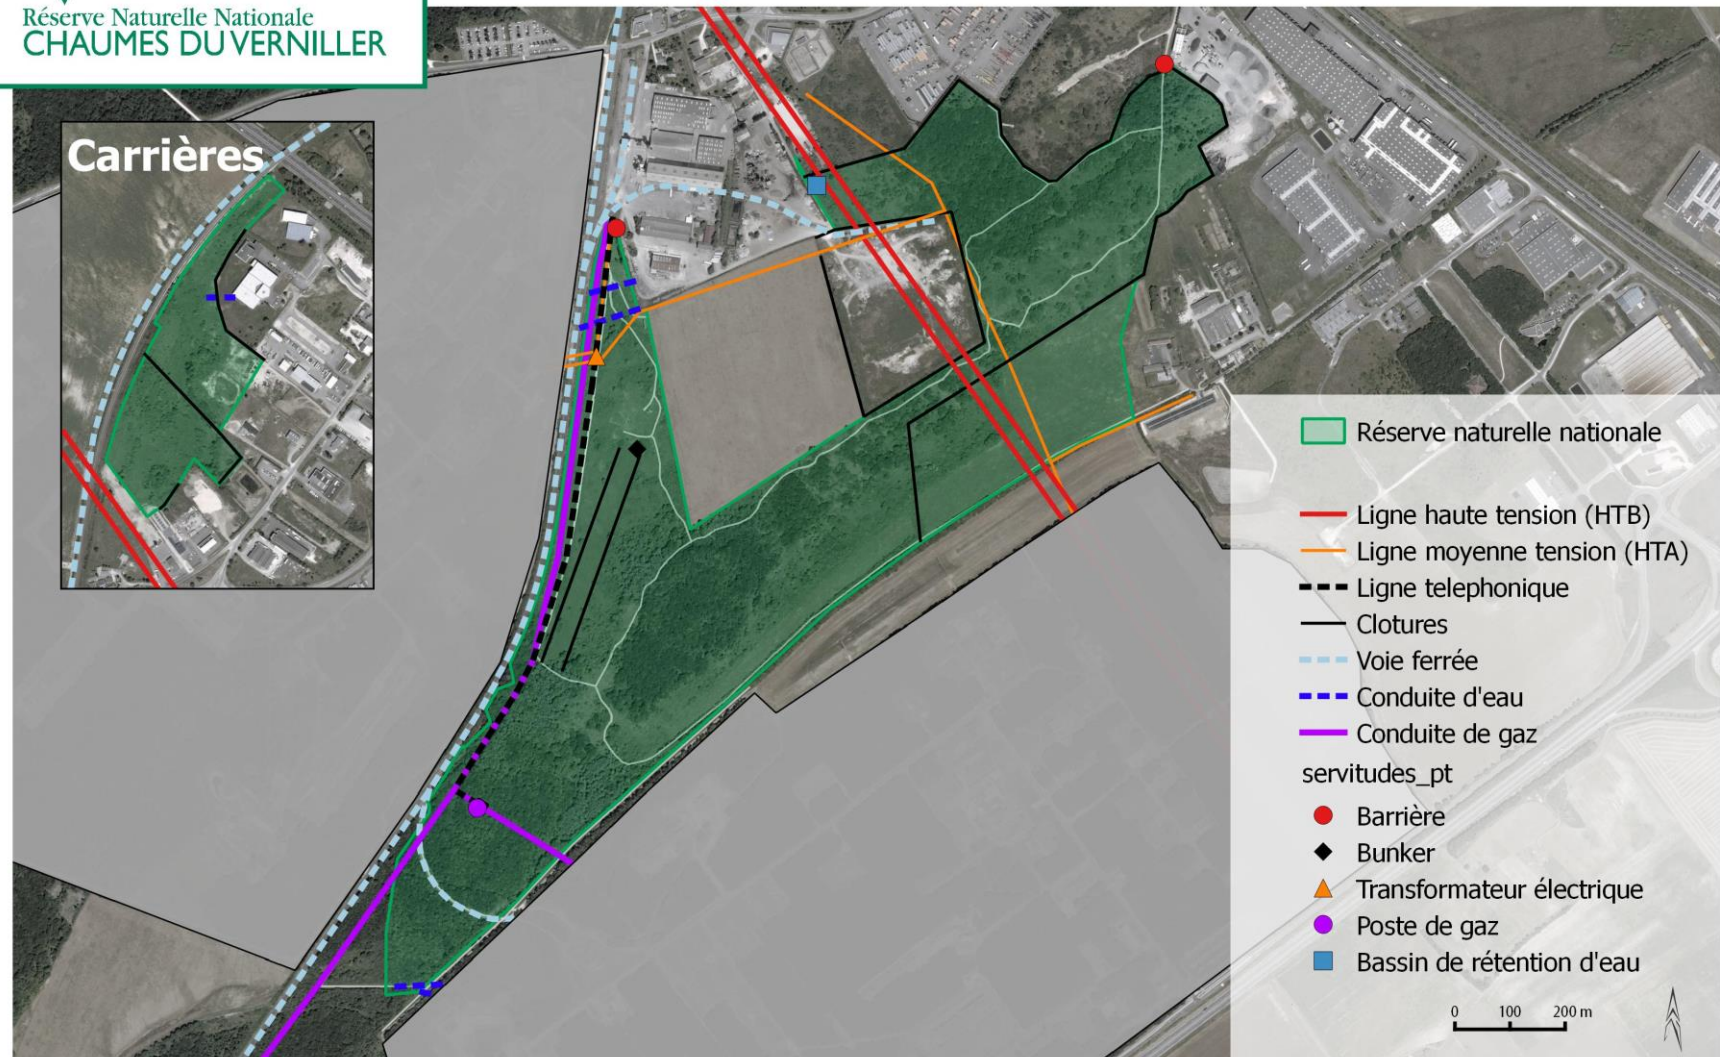 Réserve Naturelle Nationale
CHAUMES DU VERNILLER
Carrières
Réserve naturelle nationale
Ligne haute tension (HTB)
Ligne moyenne tension (HTA)
Ligne telephonique
Clotures
Voie ferrée
Conduite d'eau
Conduite de gaz
servitudes_pt
Barrière
Bunker
Transformateur électrique
Poste de gaz
Bassin de rétention d'eau
0 100 200 m